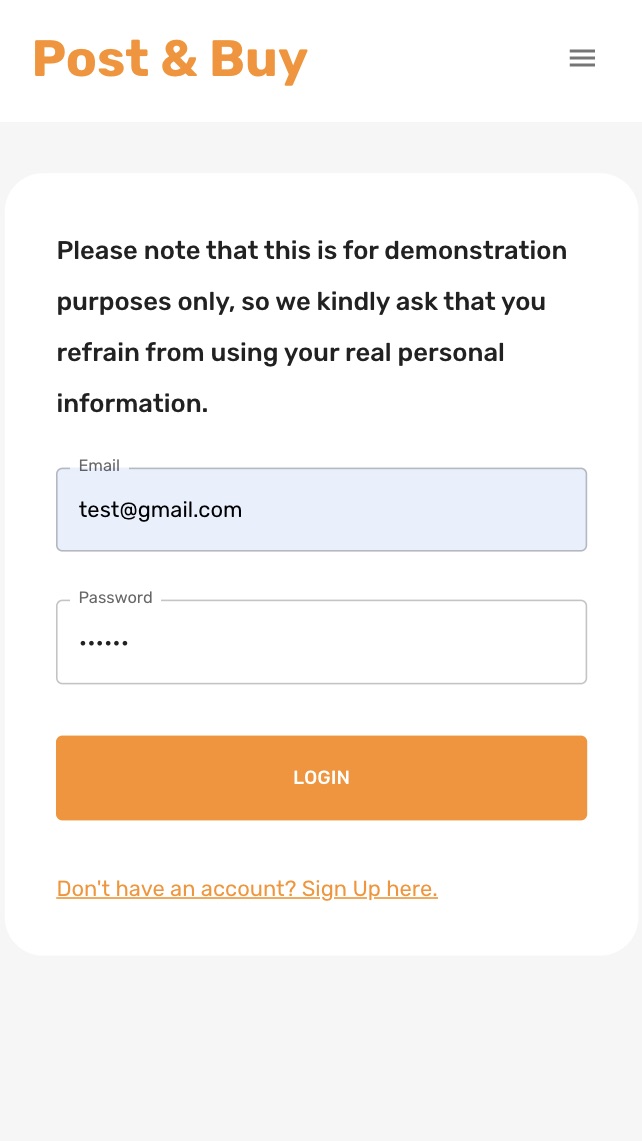 Post & Buy
Please note that this is for demonstration
purposes only, so we kindly ask that you
refrain from using your real personal
information.
Email
test@gmail.com
Password
••••••
LOGIN
Don't have an account? Sign Up here.